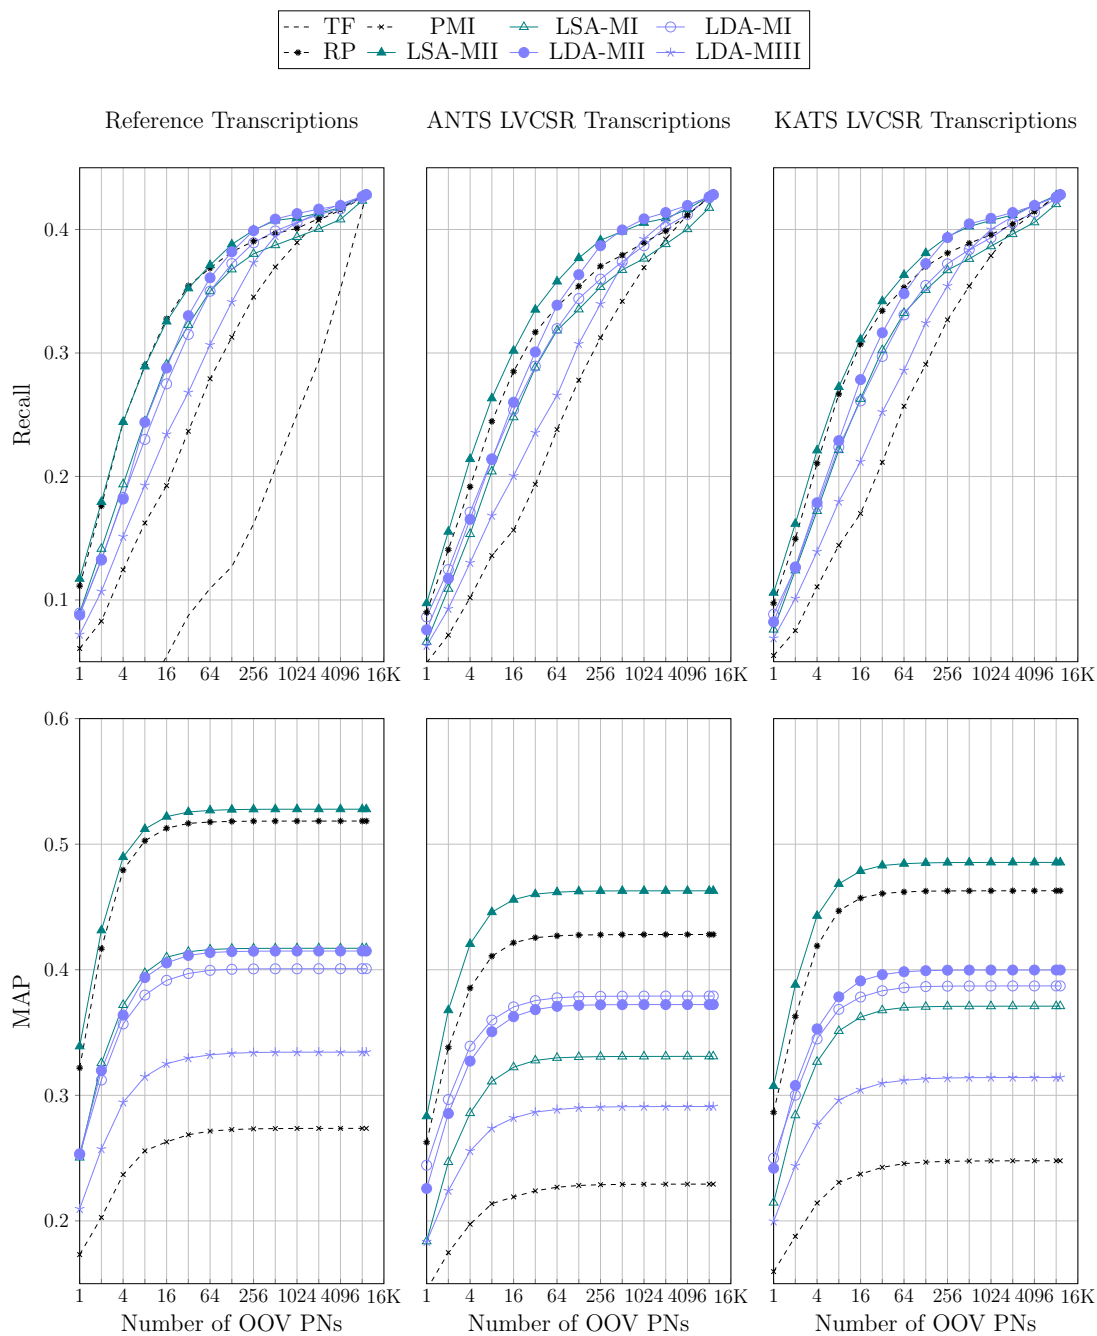 TF PMI LSA-MI LDA-MI
RP LSA-MII LDA-MII LDA-MIII
Reference Transcriptions ANTS LVCSR Transcriptions KATS LVCSR Transcriptions
0.4
0.3
0.2
0.1
Recall
1 4 16 64 256 1024 4096 16K
1 4 16 64 256 1024 4096 16K
1 4 16 64 256 1024 4096 16K
0.6
0.5
0.4
0.3
0.2
MAP
1 4 16 64 256 1024 4096 16K
1 4 16 64 256 1024 4096 16K
1 4 16 64 256 1024 4096 16K
Number of OOV PNs Number of OOV PNs Number of OOV PNs